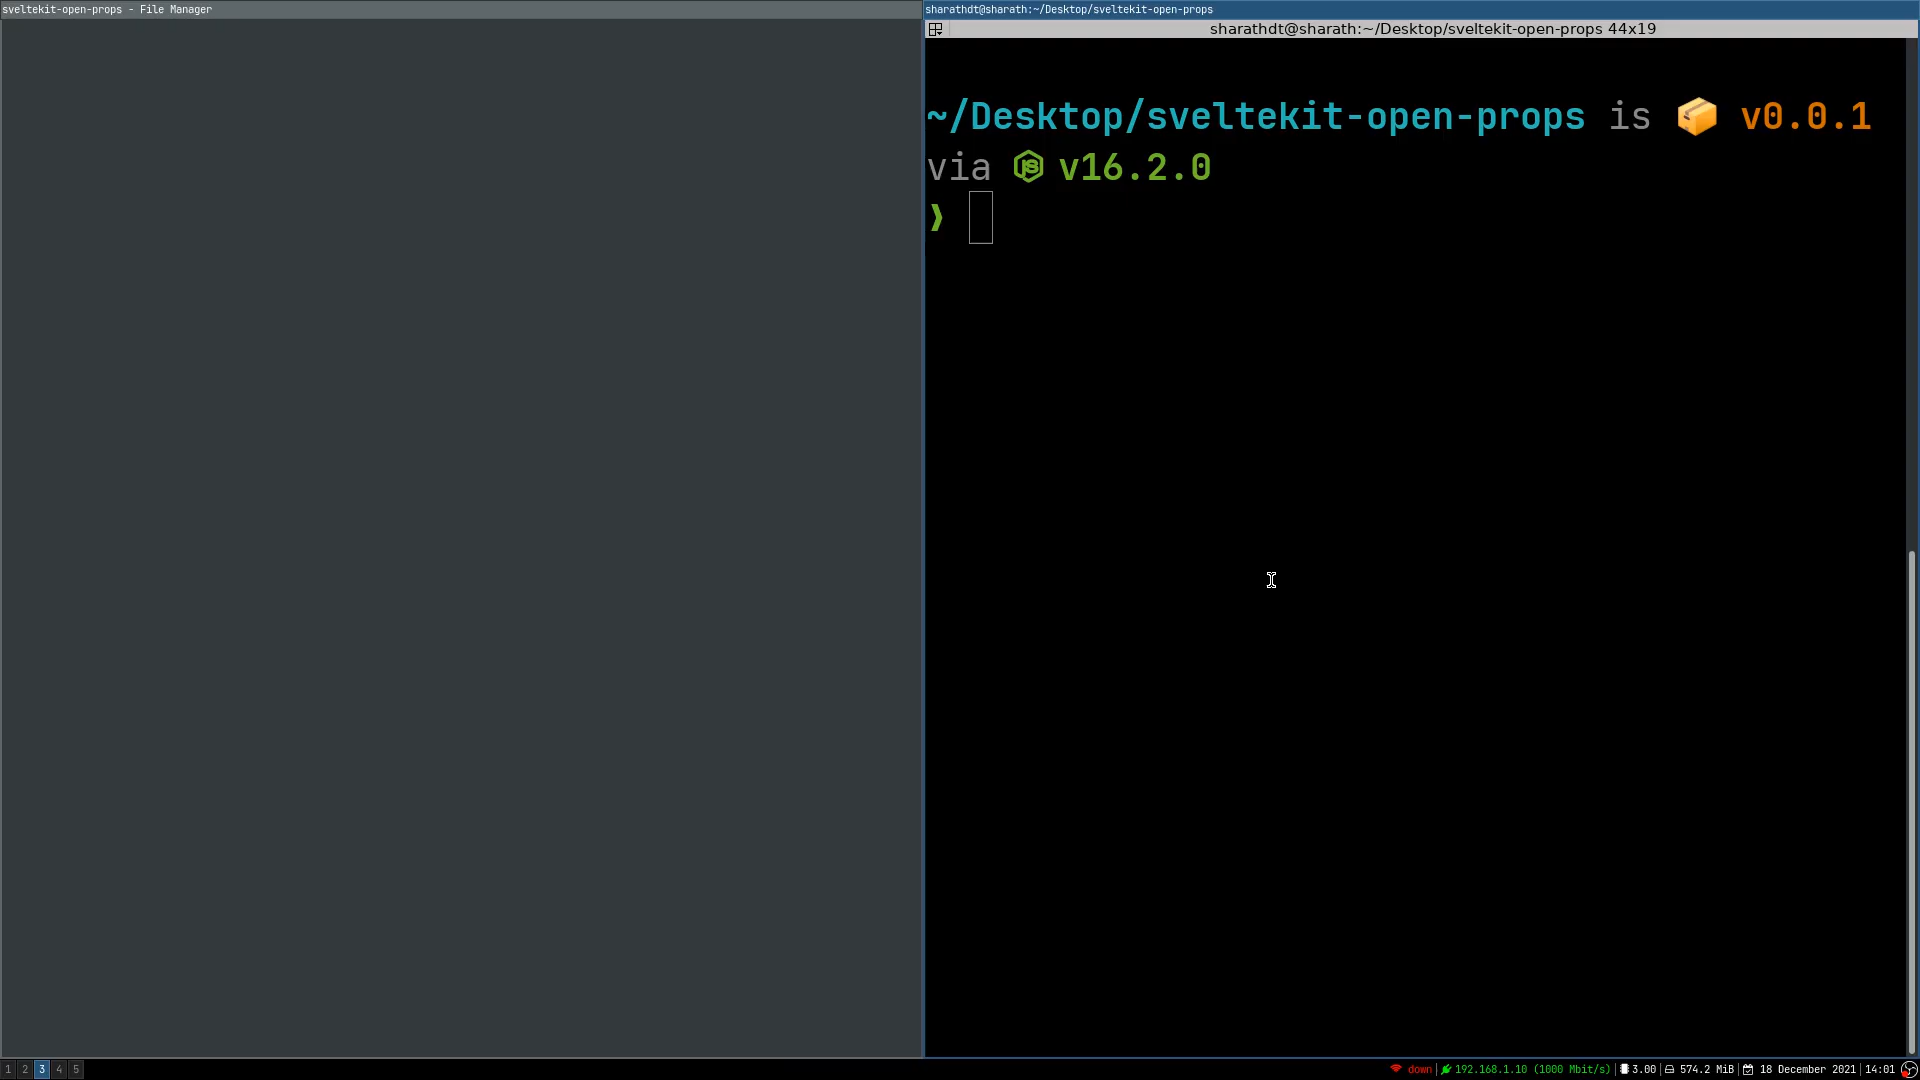 sveltekit-open-props - File Manager
sharathdt@sharath:~/Desktop/sveltekit-open-props
sharathdt@sharath:~/Desktop/sveltekit-open-props 44x19
~/Desktop/sveltekit-open-props is 📦 v0.0.1
via v16.2.0
❯
1 2 3 4 5
down | 192.168.1.10 (1000 Mbit/s) | 3.00 | 574.2 MiB | 18 December 2021 | 14:01